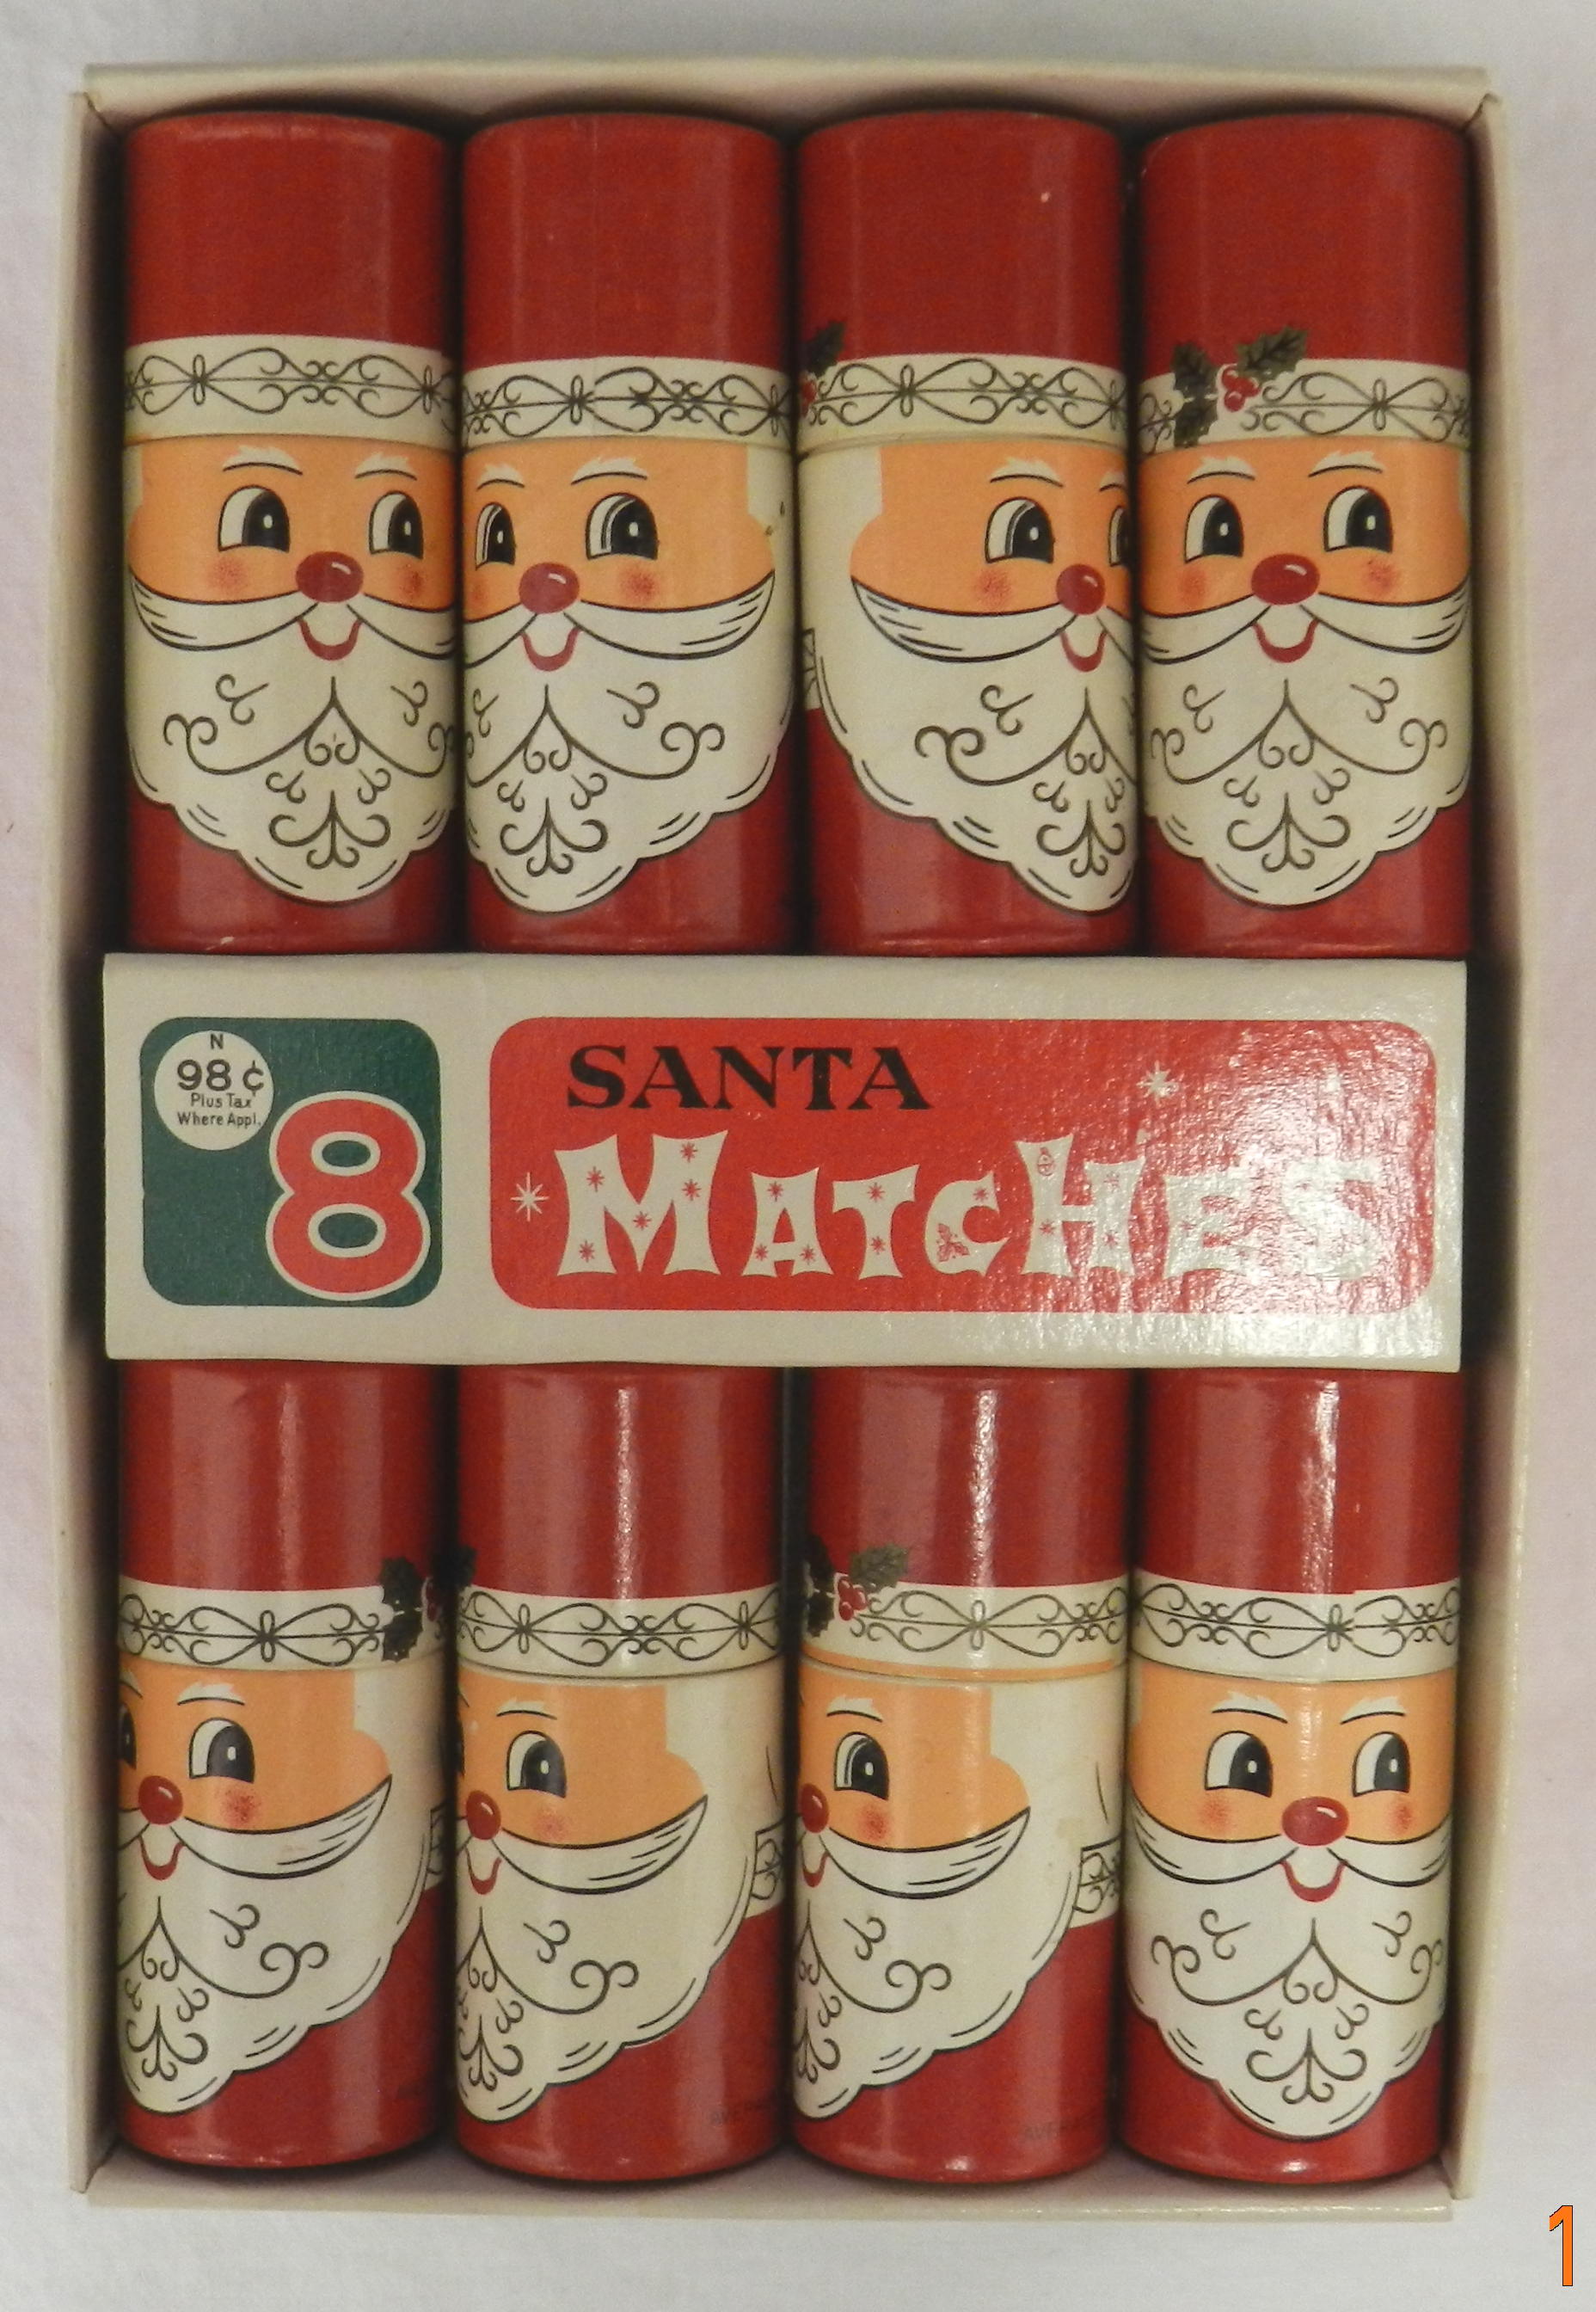 N
98¢
Plus Tax
Where Appl.
8
SANTA
MATCHES
1